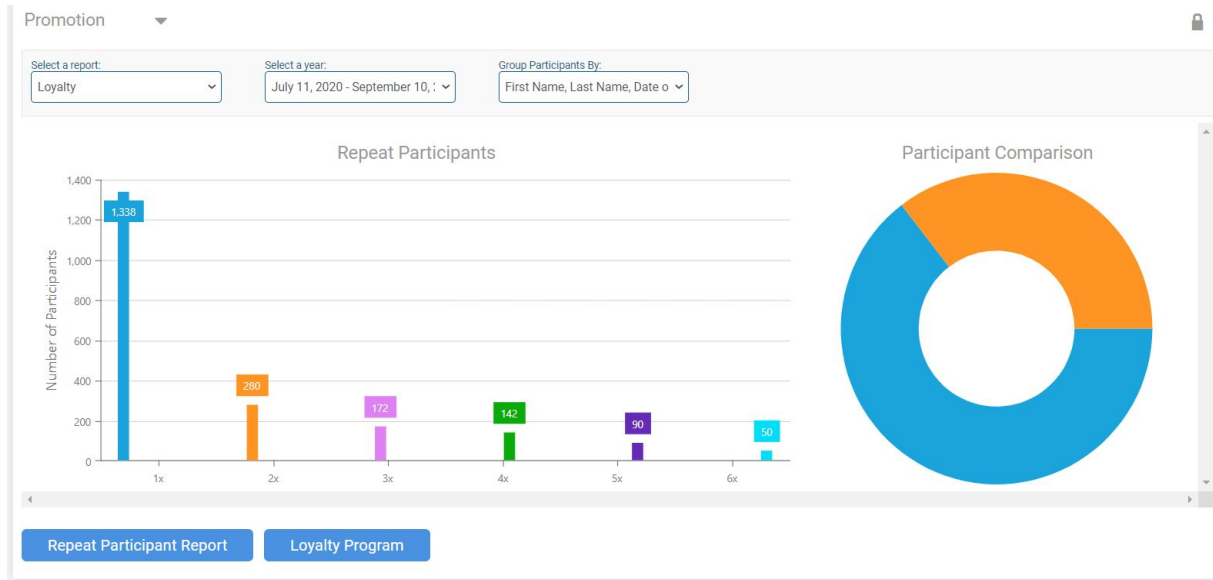 Promotion
Select a report:
Select a year:
Group Participants By:
Loyalty
July 11, 2020 - September 10, :
First Name, Last Name, Date o
Repeat Participants
Participant Comparison
Number of Participants
1,400
1,200
1,000
800
600
400
200
0
1,338
280
172
142
90
50
1x
2x
3x
4x
5x
6x
Repeat Participant Report
Loyalty Program